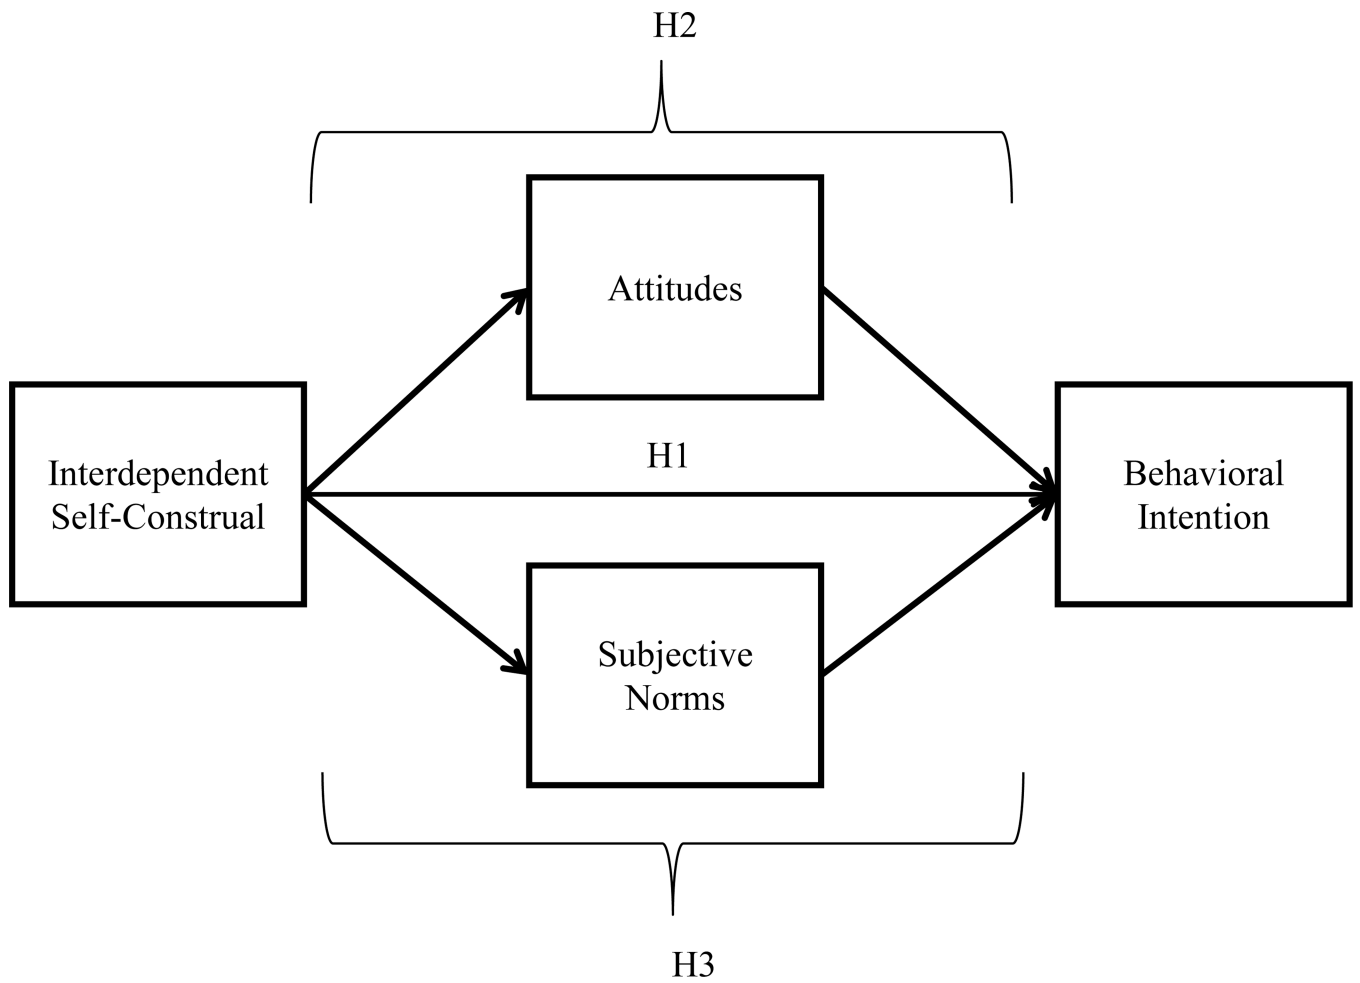 H2
Attitudes
H1
Interdependent
Self-Construal
Behavioral
Intention
Subjective
Norms
H3